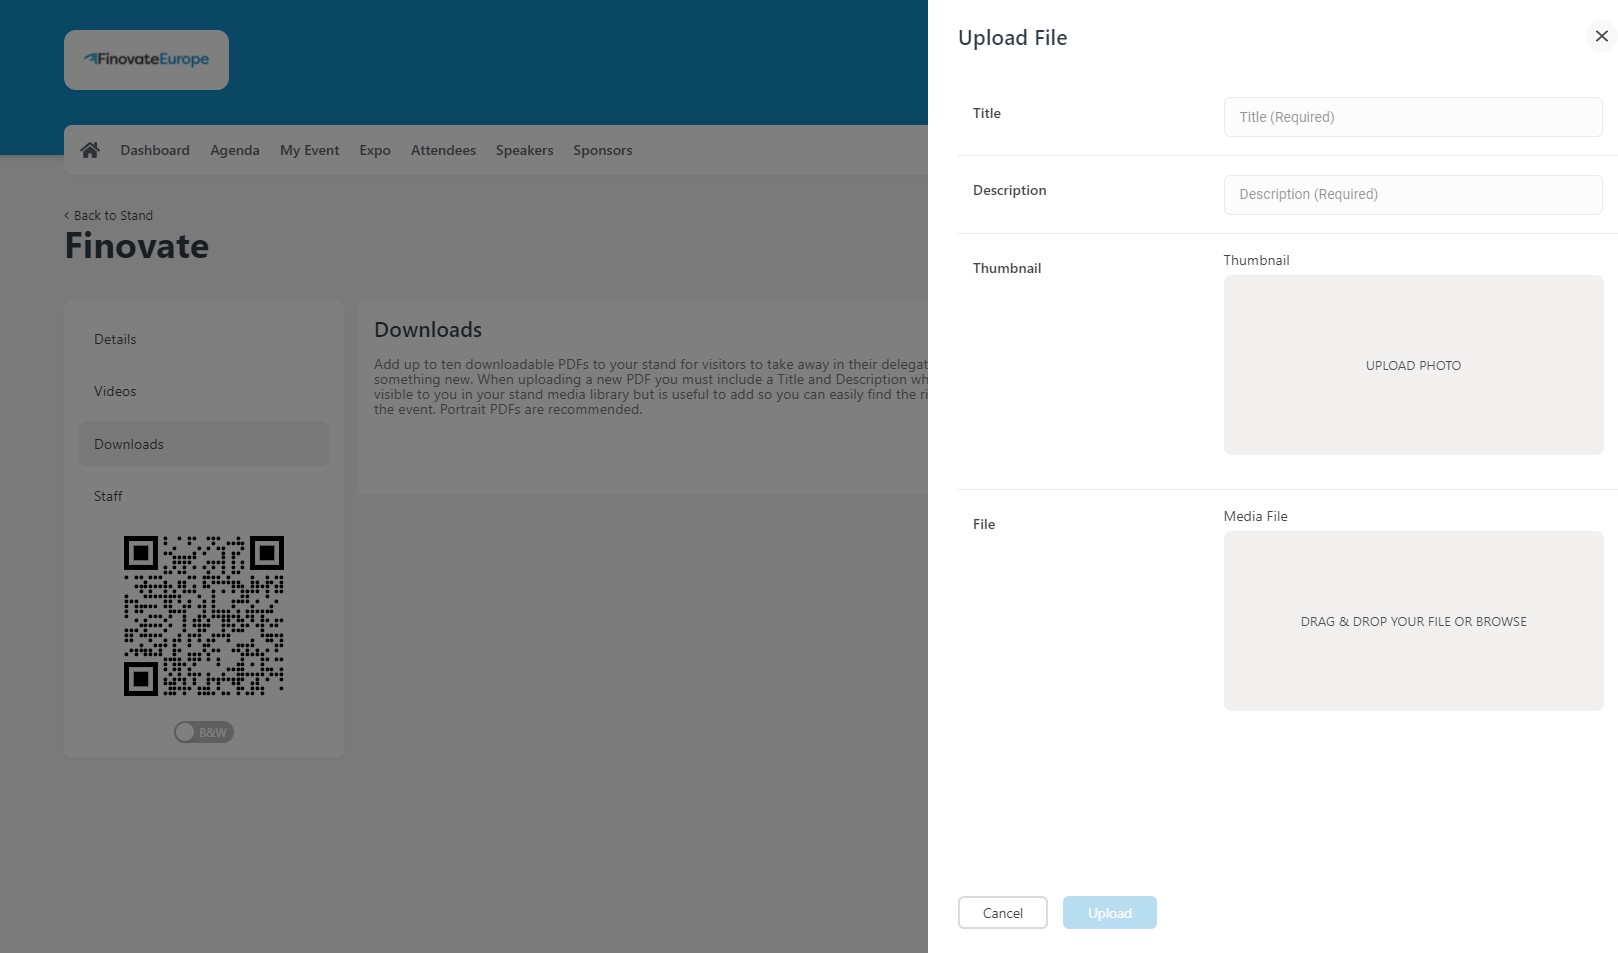 FinovateEurope
Dashboard Agenda My Event Expo Attendees Speakers Sponsors
Back to Stand
Finovate
Details
Videos
Downloads
Staff
B&W
Downloads
Add up to ten downloadable PDFs to your stand for visitors to take away in their delegat
something new. When uploading a new PDF you must include a Title and Description wh
visible to you in your stand media library but is useful to add so you can easily find the ri
the event. Portrait PDFs are recommended.
Upload File
Title
Title (Required)
Description
Description (Required)
Thumbnail
Thumbnail
UPLOAD PHOTO
File
Media File
DRAG & DROP YOUR FILE OR BROWSE
Cancel
Upload